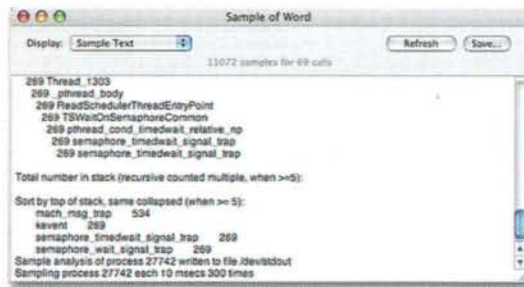 Sample of Word
Display: Sample Text Refresh Save...
11072 samples for 69 calls
269 Thread_1303
269 _pthread_body
269 ReadSchedulerThreadEntryPoint
269 TSWaitOnSemaphoreCommon
269 pthread_cond_timedwait_relative_np
269 semaphore_timedwait_signal_trap
269 semaphore_timedwait_signal_trap
Total number in stack (recursive counted multiple, when >=5):
Sort by top of stack, same collapsed (when >= 5):
mach_msg_trap 534
kevent 269
semaphore_timedwait_signal_trap 269
semaphore_wait_signal_trap 269
Sample analysis of process 27742 written to file /dev/stdout
Sampling process 27742 each 10 msecs 300 times